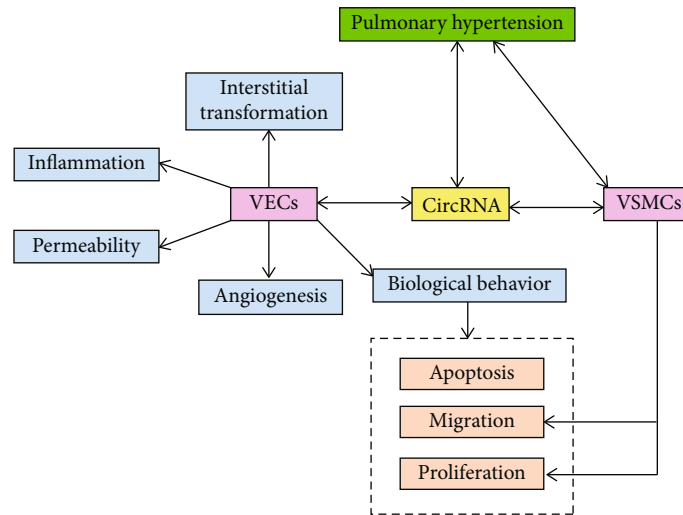 Pulmonary hypertension
Interstitial
transformation
Inflammation
VECs
CircRNA
VSMCs
Permeability
Angiogenesis
Biological behavior
Apoptosis
Migration
Proliferation